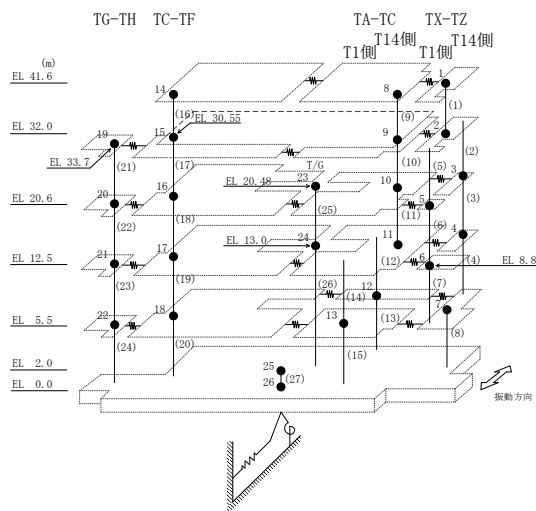 TG-TH TC-TF TA-TC TX-TZ
T1側 T14側 T1側 T14側
(m)
EL 41.6
14 8 1
(16) EL 30.55 (9) (1)
EL 32.0
19 15 9 2
EL 33.7 (21) (17) (10) (2)
T/G
EL 20.48 23 10 (5) 3
EL 20.6
20 16 (25) (11) 5 (3)
(22) (18)
EL 13.0 24 11 (6) 4
EL 12.5
21 17 (12) 6 (4) EL 8.8
(23) (19) (26) (14) 12 (7)
EL 5.5
22 18 13 (13) 7
(24) (20) (15) (8)
EL 2.0
25
EL 0.0
26 (27)
振動方向